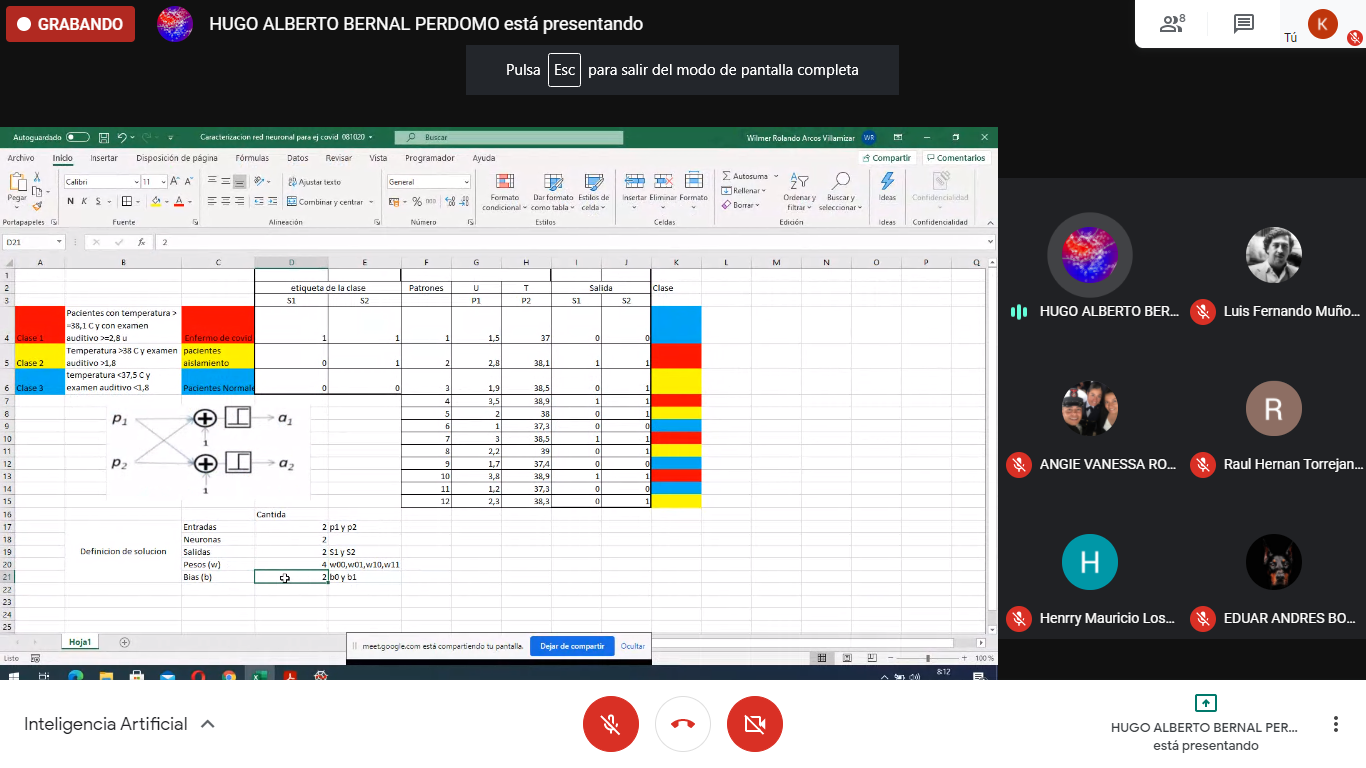 GRABANDO
HUGO ALBERTO BERNAL PERDOMO está presentando
8
Tú
K
Pulsa Esc para salir del modo de pantalla completa
Autoguardado
Caracterizacion red neuronal para ej covid 081020
Buscar
Wilmer Rolando Arcos Villamizar
WR
Archivo Inicio Insertar Disposición de página Fórmulas Datos Revisar Vista Programador Ayuda
Compartir Comentarios
Pegar
Calibri 11
N K S
Ajustar texto
Combinar y centrar
General
Formato condicional
Dar formato como tabla
Estilos de celda
Insertar Eliminar Formato
Autosuma
Rellenar
Borrar
Ordenar y filtrar
Buscar y seleccionar
Ideas
Confidencialidad
Portapapeles Fuente Alineación Número Estilos Celdas Edición Ideas Confidencialidad
D21 fx 2
A B C D E F G H I J K L M N O P Q
1
2 etiqueta de la clase Patrones U T Salida Clase
3 S1 S2 P1 P2 S1 S2
4 Clase 1 Pacientes con temperatura > =38,1 C y con examen auditivo >=2,8 u Enfermo de covid 1 1 1 1,5 37 0 0
5 Clase 2 Temperatura >38 C y examen auditivo >1,8 pacientes aislamiento 0 1 2 2,8 38,1 1 1
6 Clase 3 temperatura <37,5 C y examen auditivo <1,8 Pacientes Normale 0 0 3 1,9 38,5 0 1
7 4 3,5 38,9 1 1
8 5 2 38 0 1
9 6 1 37,3 0 0
10 7 3 38,5 1 1
11 8 2,2 39 0 1
12 9 1,7 37,4 0 0
13 10 3,8 38,9 1 1
14 11 1,2 37,3 0 0
15 12 2,3 38,3 0 1
p1 a1
1
p2 a2
1
16 Cantida
17 Entradas 2 p1 y p2
18 Neuronas 2
19 Definicion de solucion Salidas 2 S1 y S2
20 Pesos (w) 4 w00,w01,w10,w11
21 Bias (b) 2 b0 y b1
22
23
24
25
Hoja1
meet.google.com está compartiendo tu pantalla.
Dejar de compartir
Ocultar
Listo
100 %
8:12
HUGO ALBERTO BER...
Luis Fernando Muño...
ANGIE VANESSA RO...
R
Raul Hernan Torrejan...
H
Henrry Mauricio Los...
EDUAR ANDRES BO...
Inteligencia Artificial
HUGO ALBERTO BERNAL PER...
está presentando